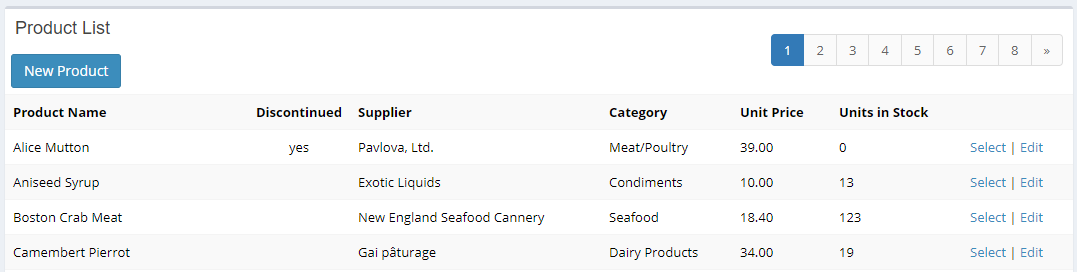 Product List
1 2 3 4 5 6 7 8 »
New Product
Product Name Discontinued Supplier Category Unit Price Units in Stock
Alice Mutton yes Pavlova, Ltd. Meat/Poultry 39.00 0 Select | Edit
Aniseed Syrup Exotic Liquids Condiments 10.00 13 Select | Edit
Boston Crab Meat New England Seafood Cannery Seafood 18.40 123 Select | Edit
Camembert Pierrot Gai pâturage Dairy Products 34.00 19 Select | Edit